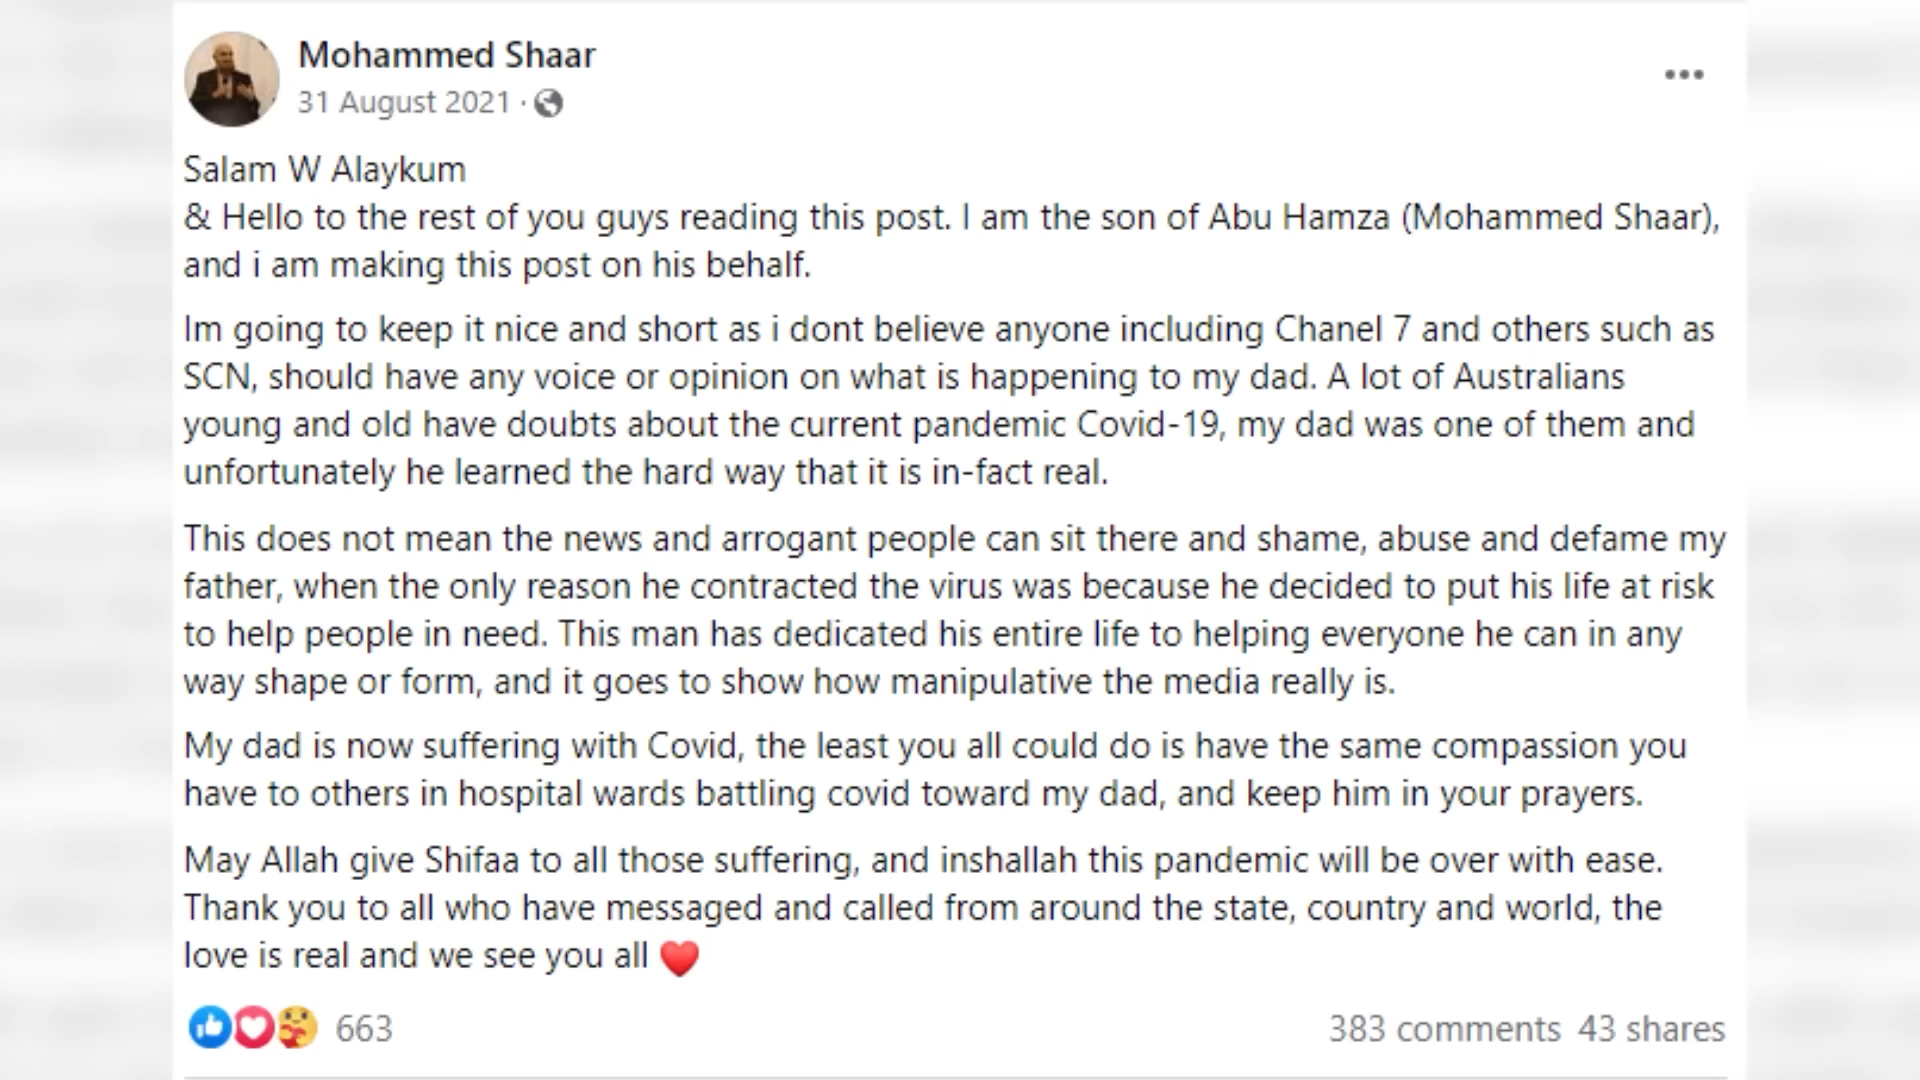 Mohammed Shaar
31 August 2021 ·
Salam W Alaykum
& Hello to the rest of you guys reading this post. I am the son of Abu Hamza (Mohammed Shaar),
and i am making this post on his behalf.
Im going to keep it nice and short as i dont believe anyone including Chanel 7 and others such as
SCN, should have any voice or opinion on what is happening to my dad. A lot of Australians
young and old have doubts about the current pandemic Covid-19, my dad was one of them and
unfortunately he learned the hard way that it is in-fact real.
This does not mean the news and arrogant people can sit there and shame, abuse and defame my
father, when the only reason he contracted the virus was because he decided to put his life at risk
to help people in need. This man has dedicated his entire life to helping everyone he can in any
way shape or form, and it goes to show how manipulative the media really is.
My dad is now suffering with Covid, the least you all could do is have the same compassion you
have to others in hospital wards battling covid toward my dad, and keep him in your prayers.
May Allah give Shifaa to all those suffering, and inshallah this pandemic will be over with ease.
Thank you to all who have messaged and called from around the state, country and world, the
love is real and we see you all ❤️
663
383 comments 43 shares